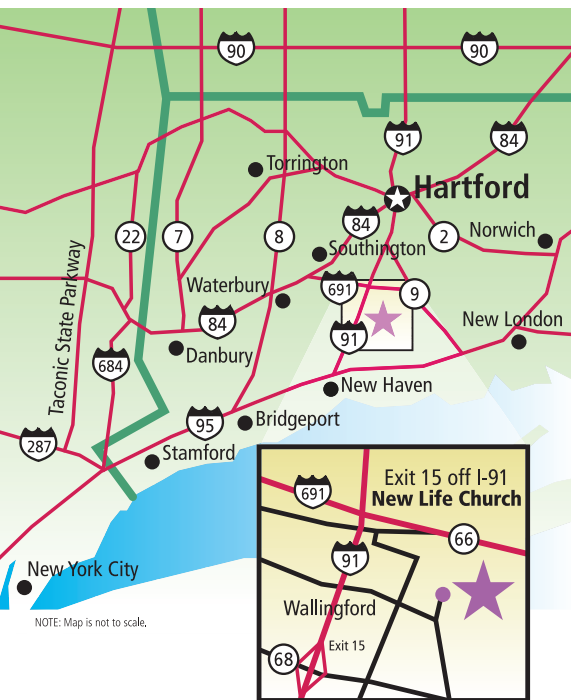 90
90
91
84
Torrington
Hartford
84
22
7
8
2
Norwich
Southington
Taconic State Parkway
Waterbury
691
9
84
91
New London
Danbury
684
New Haven
95
Bridgeport
287
Stamford
Exit 15 off I-91
New Life Church
691
66
91
New York City
Wallingford
NOTE: Map is not to scale.
Exit 15
68